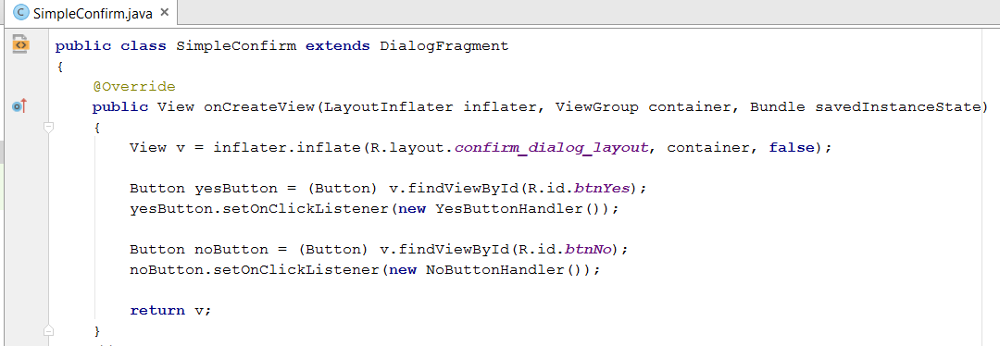 C SimpleConfirm.java ×
public class SimpleConfirm extends DialogFragment
{
    @Override
    public View onCreateView(LayoutInflater inflater, ViewGroup container, Bundle savedInstanceState)
    {
        View v = inflater.inflate(R.layout.confirm_dialog_layout, container, false);
        Button yesButton = (Button) v.findViewById(R.id.btnYes);
        yesButton.setOnClickListener(new YesButtonHandler());
        Button noButton = (Button) v.findViewById(R.id.btnNo);
        noButton.setOnClickListener(new NoButtonHandler());
        return v;
    }